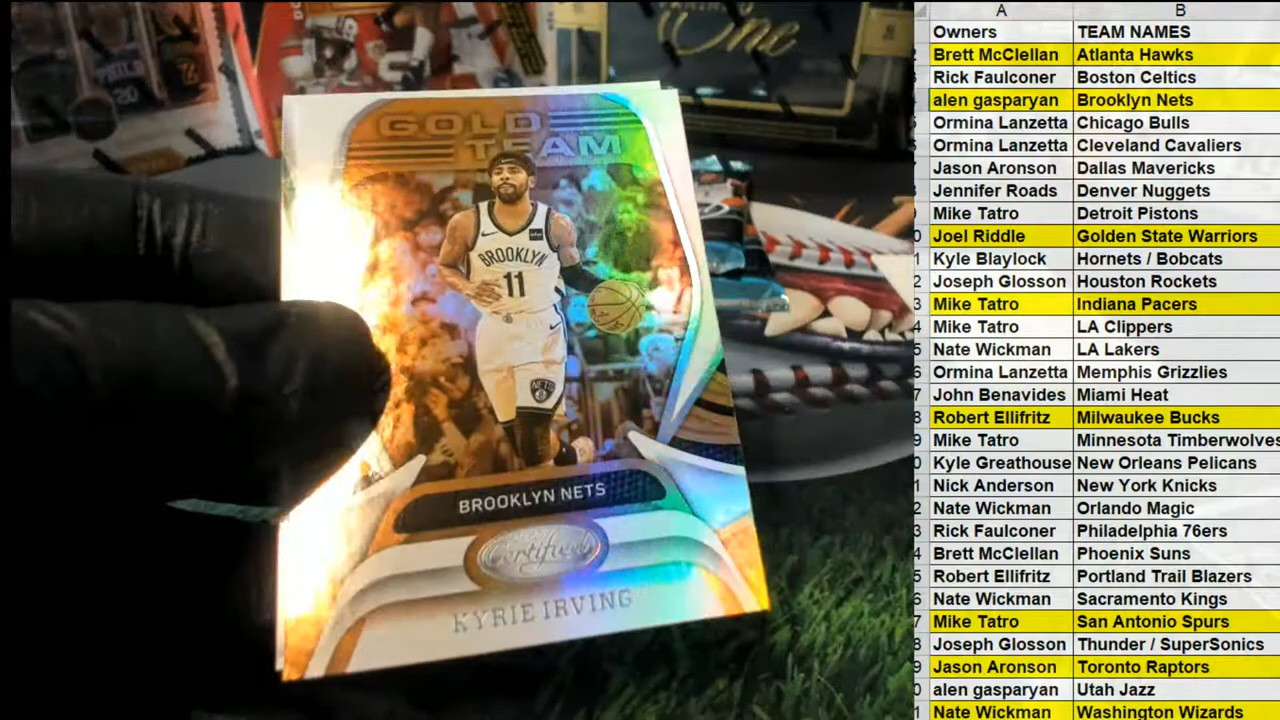 PHILA
20
One
GOLD
TEAM
BROOKLYN
11
NETS
BROOKLYN NETS
Certified
KYRIE IRVING
A B
Owners TEAM NAMES
Brett McClellan Atlanta Hawks
Rick Faulconer Boston Celtics
alen gasparyan Brooklyn Nets
Ormina Lanzetta Chicago Bulls
Ormina Lanzetta Cleveland Cavaliers
Jason Aronson Dallas Mavericks
Jennifer Roads Denver Nuggets
Mike Tatro Detroit Pistons
Joel Riddle Golden State Warriors
Kyle Blaylock Hornets / Bobcats
Joseph Glosson Houston Rockets
Mike Tatro Indiana Pacers
Mike Tatro LA Clippers
Nate Wickman LA Lakers
Ormina Lanzetta Memphis Grizzlies
John Benavides Miami Heat
Robert Ellifritz Milwaukee Bucks
Mike Tatro Minnesota Timberwolves
Kyle Greathouse New Orleans Pelicans
Nick Anderson New York Knicks
Nate Wickman Orlando Magic
Rick Faulconer Philadelphia 76ers
Brett McClellan Phoenix Suns
Robert Ellifritz Portland Trail Blazers
Nate Wickman Sacramento Kings
Mike Tatro San Antonio Spurs
Joseph Glosson Thunder / SuperSonics
Jason Aronson Toronto Raptors
alen gasparyan Utah Jazz
Nate Wickman Washington Wizards